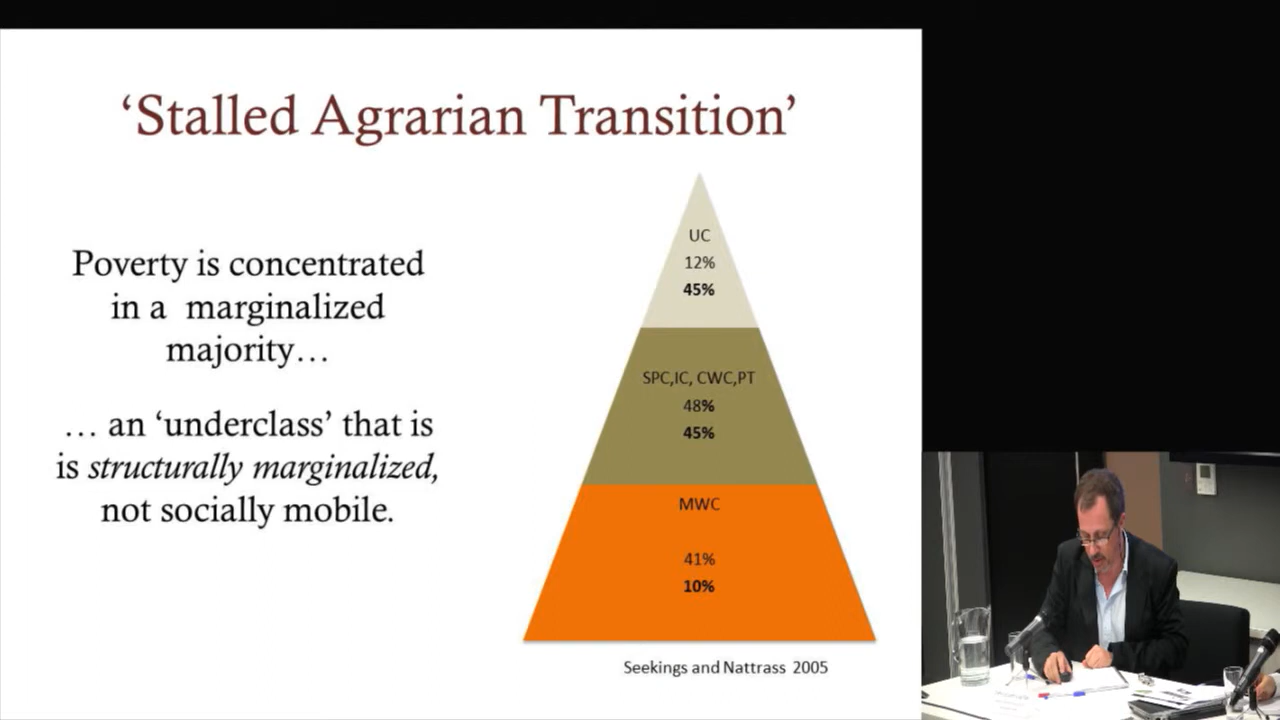 ‘Stalled Agrarian Transition’
Poverty is concentrated
in a marginalized
majority…
… an ‘underclass’ that is
is structurally marginalized,
not socially mobile.
UC
12%
45%
SPC,IC, CWC,PT
48%
45%
MWC
41%
10%
Seekings and Nattrass 2005